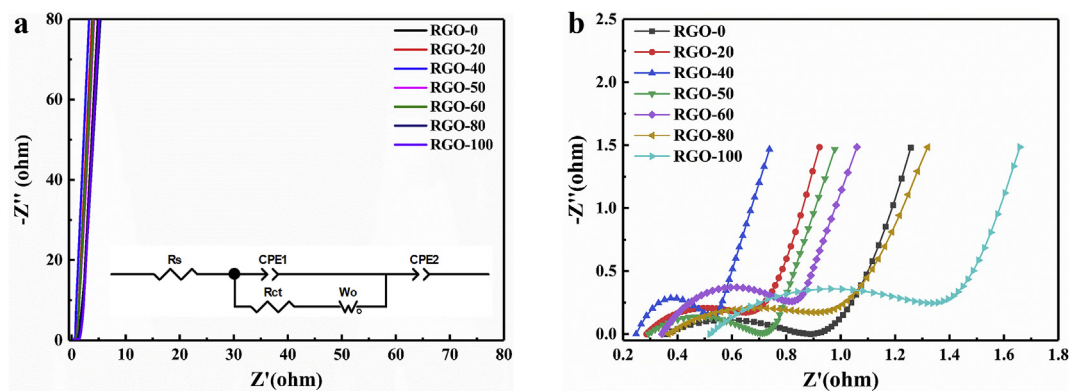 a
80
60
40
20
0
-Z'' (ohm)
0 10 20 30 40 50 60 70 80
Z'(ohm)
RGO-0
RGO-20
RGO-40
RGO-50
RGO-60
RGO-80
RGO-100
Rs
CPE1
CPE2
Rct
Wo
b
2.5
2.0
1.5
1.0
0.5
0.0
-Z''(ohm)
0.2 0.4 0.6 0.8 1.0 1.2 1.4 1.6 1.8
Z'(ohm)
RGO-0
RGO-20
RGO-40
RGO-50
RGO-60
RGO-80
RGO-100